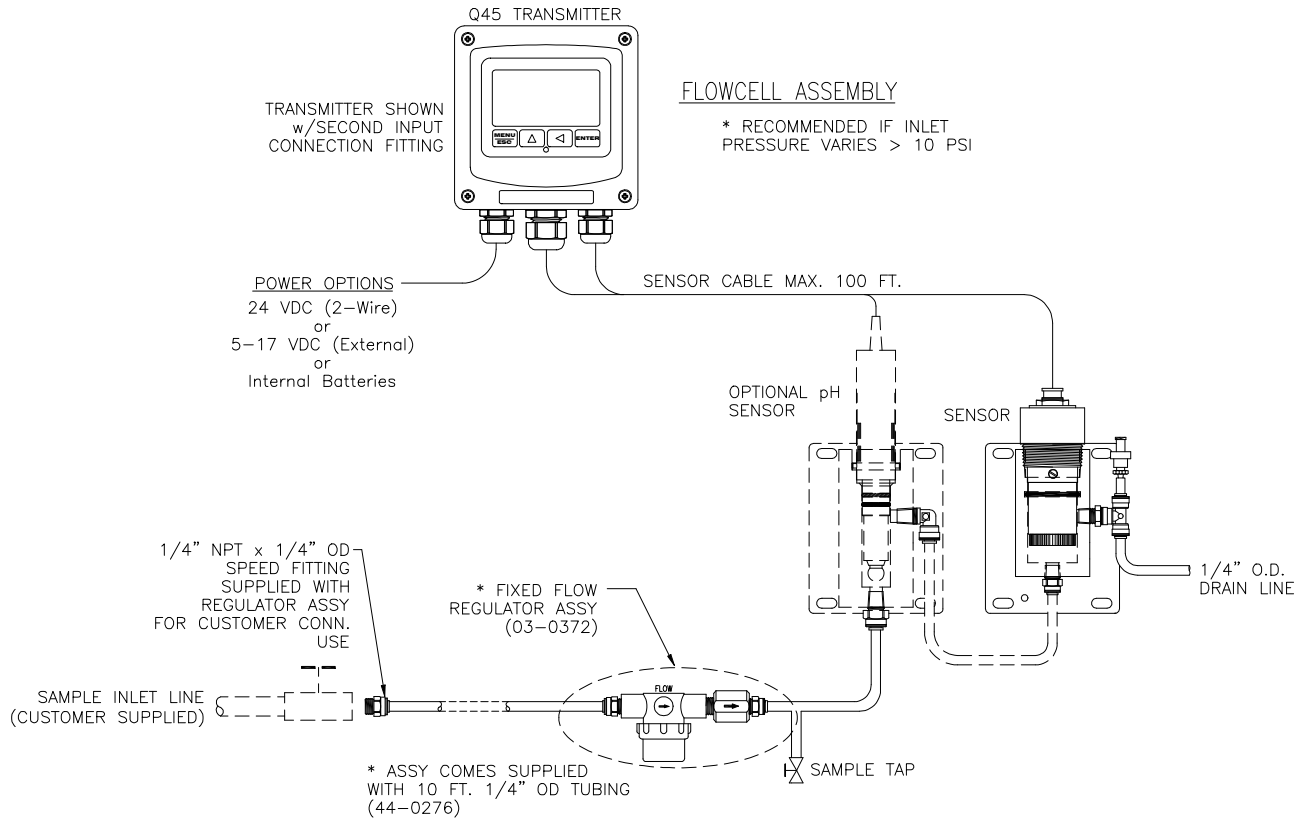 Q45 TRANSMITTER
TRANSMITTER SHOWN
w/SECOND INPUT
CONNECTION FITTING
MENU
ESC
ENTER
FLOWCELL ASSEMBLY
* RECOMMENDED IF INLET
PRESSURE VARIES > 10 PSI
POWER OPTIONS
24 VDC (2-Wire)
or
5-17 VDC (External)
or
Internal Batteries
SENSOR CABLE MAX. 100 FT.
OPTIONAL pH
SENSOR
SENSOR
1/4" O.D.
DRAIN LINE
1/4" NPT x 1/4" OD
SPEED FITTING
SUPPLIED WITH
REGULATOR ASSY
FOR CUSTOMER CONN.
USE
* FIXED FLOW
REGULATOR ASSY
(03-0372)
SAMPLE INLET LINE
(CUSTOMER SUPPLIED)
FLOW
* ASSY COMES SUPPLIED
WITH 10 FT. 1/4" OD TUBING
(44-0276)
SAMPLE TAP